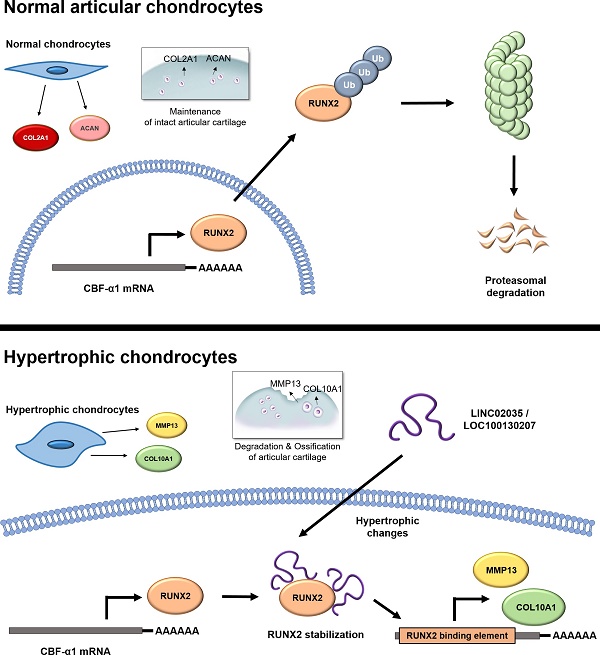 Normal articular chondrocytes
Normal chondrocytes
COL2A1
ACAN
COL2A1 ACAN
Maintenance
of intact articular cartilage
RUNX2
Ub
Ub
Ub
RUNX2
AAAAAA
CBF-α1 mRNA
Proteasomal
degradation
Hypertrophic chondrocytes
Hypertrophic chondrocytes
MMP13
COL10A1
MMP13
COL10A1
Degradation & Ossification
of articular cartilage
LINC02035 /
LOC100130207
Hypertrophic
changes
RUNX2
AAAAAA
CBF-α1 mRNA
RUNX2
RUNX2 stabilization
MMP13
COL10A1
RUNX2 binding element
AAAAAA